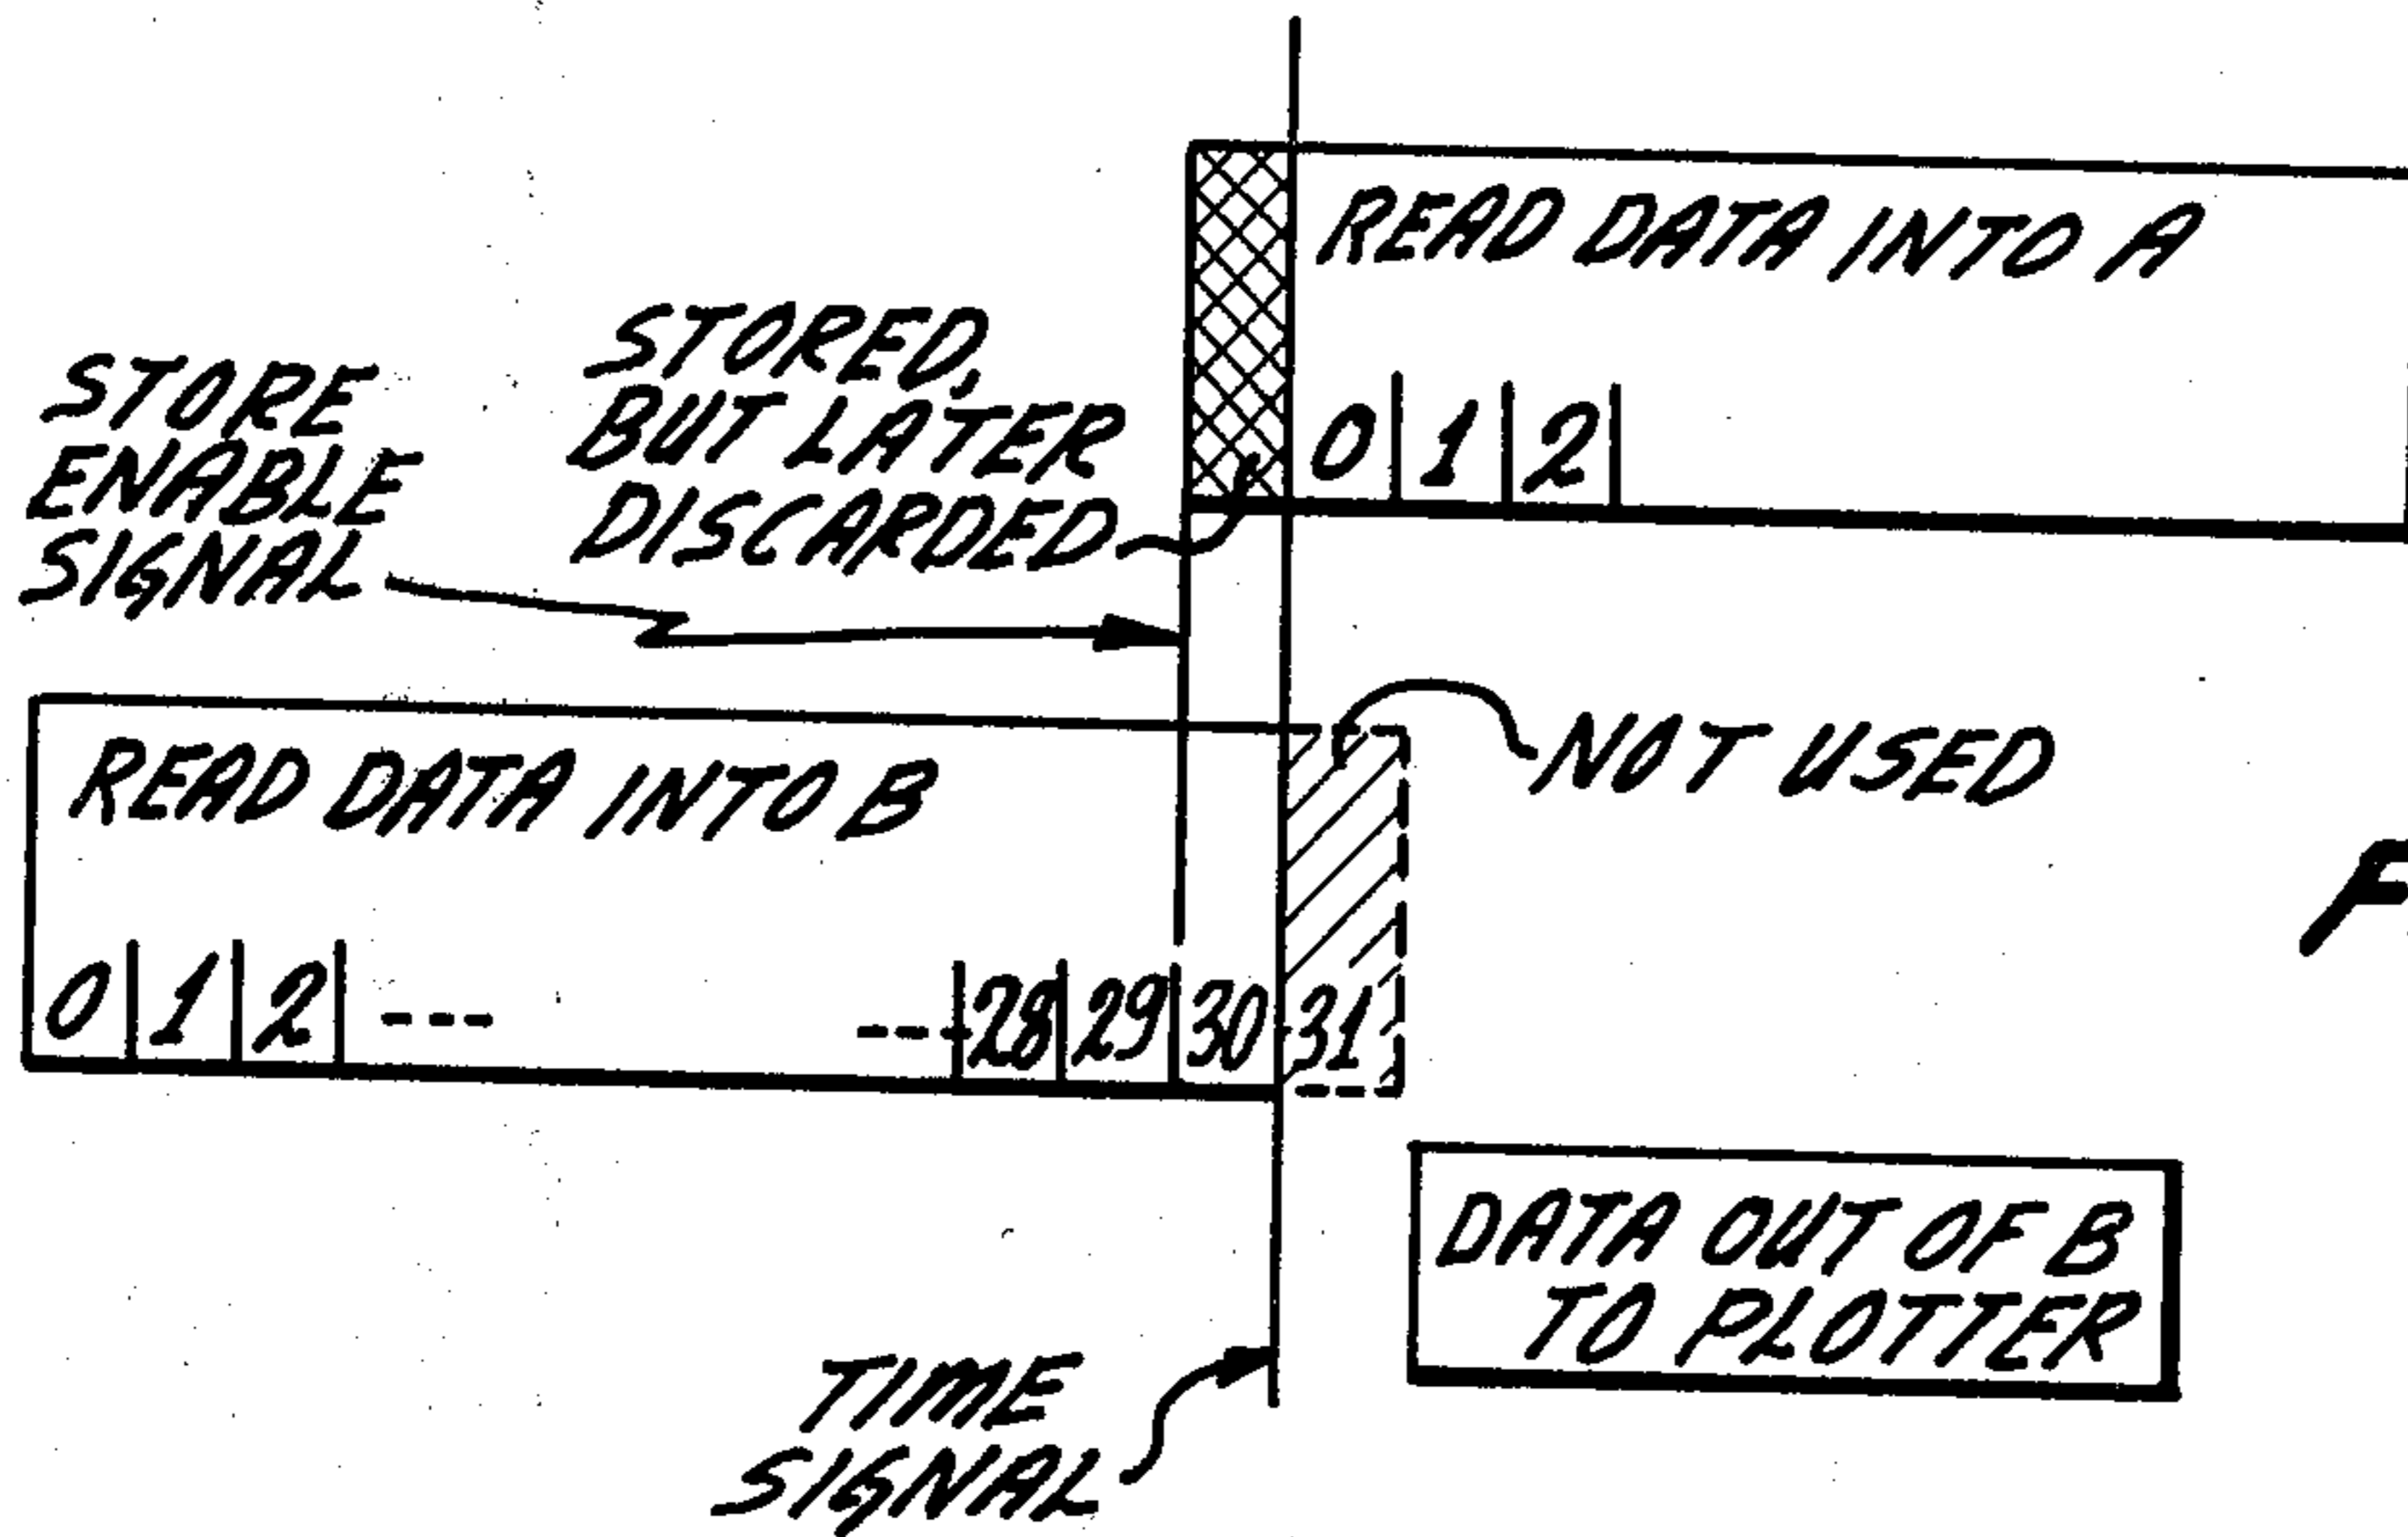 READ DATA INTO A
0 1 2
STORED,
BUT LATER
DISCARDED
STORE
ENABLE
SIGNAL
NOT USED
READ DATA INTO B
0 1 2 --- --- 28 29 30 31
DATA OUT OF B
TO PLOTTER
TIME
SIGNAL